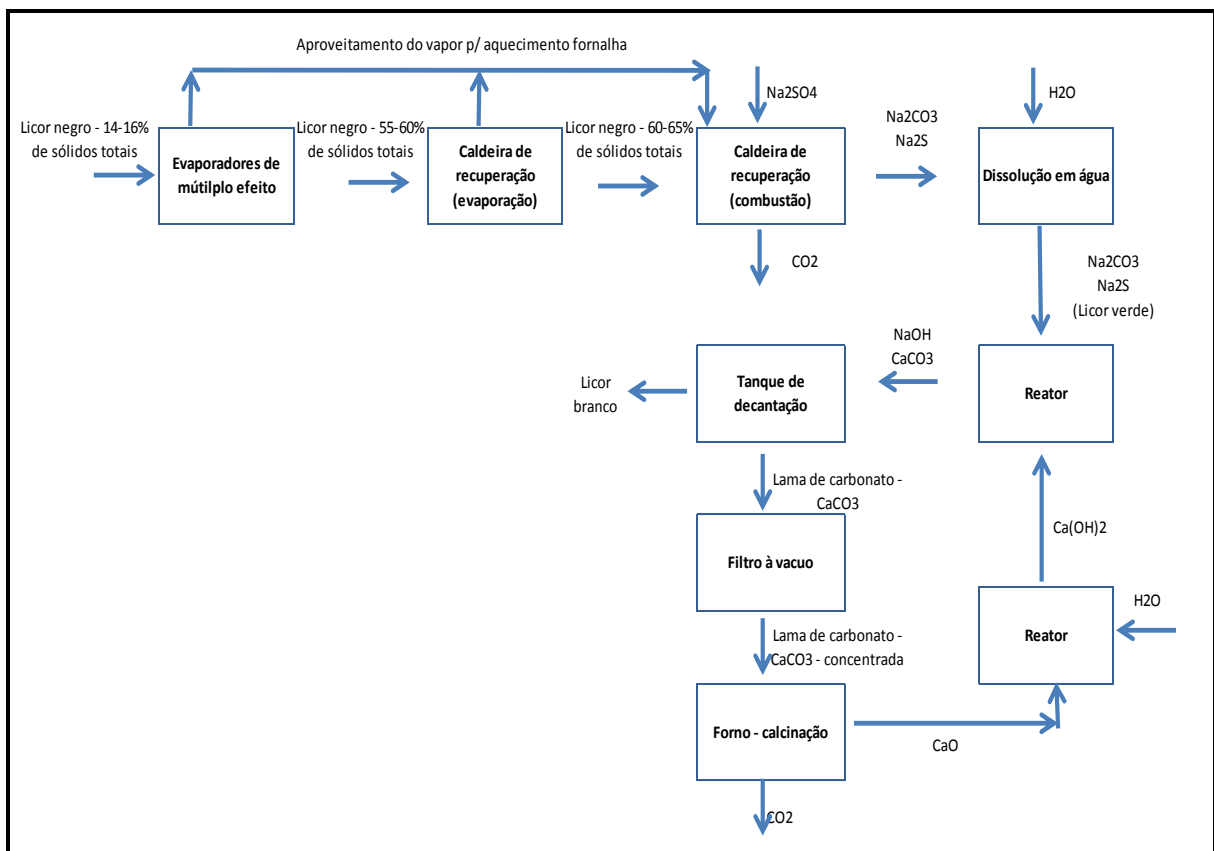 Aproveitamento do vapor p/ aquecimento fornalha
Na2SO4
H2O
Licor negro - 14-16%
de sólidos totais
Evaporadores de
mútilplo efeito
Licor negro - 55-60%
de sólidos totais
Caldeira de
recuperação
(evaporação)
Licor negro - 60-65%
de sólidos totais
Caldeira de
recuperação
(combustão)
Na2CO3
Na2S
Dissolução em água
CO2
Na2CO3
Na2S
(Licor verde)
Licor
branco
Tanque de
decantação
NaOH
CaCO3
Reator
Lama de carbonato -
CaCO3
Ca(OH)2
Filtro à vacuo
H2O
Reator
Lama de carbonato -
CaCO3 - concentrada
Forno - calcinação
CaO
CO2